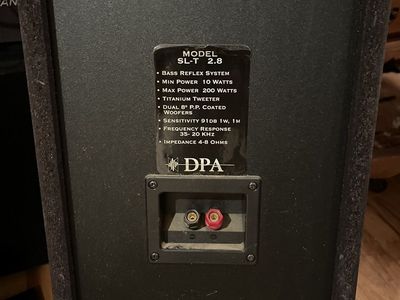 MODEL
SL-T 2.8
• BASS REFLEX SYSTEM
• MIN POWER 10 WATTS
• MAX POWER 200 WATTS
• TITANIUM TWEETER
• DUAL 8" P.P. COATED
WOOFERS
• SENSITIVITY 91DB 1W, 1M
• FREQUENCY RESPONSE
35- 20 KHZ
• IMPEDANCE 4-8 OHMS
DPA